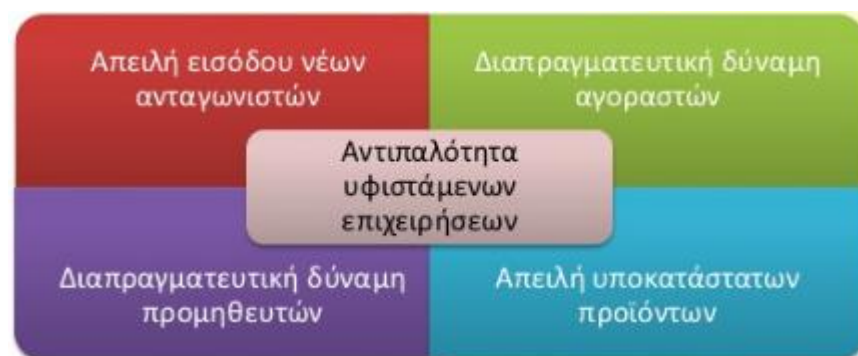 Απειλή εισόδου νέων
ανταγωνιστών
Διαπραγματευτική δύναμη
αγοραστών
Αντιπαλότητα
υφιστάμενων
επιχειρήσεων
Διαπραγματευτική δύναμη
προμηθευτών
Απειλή υποκατάστατων
προϊόντων